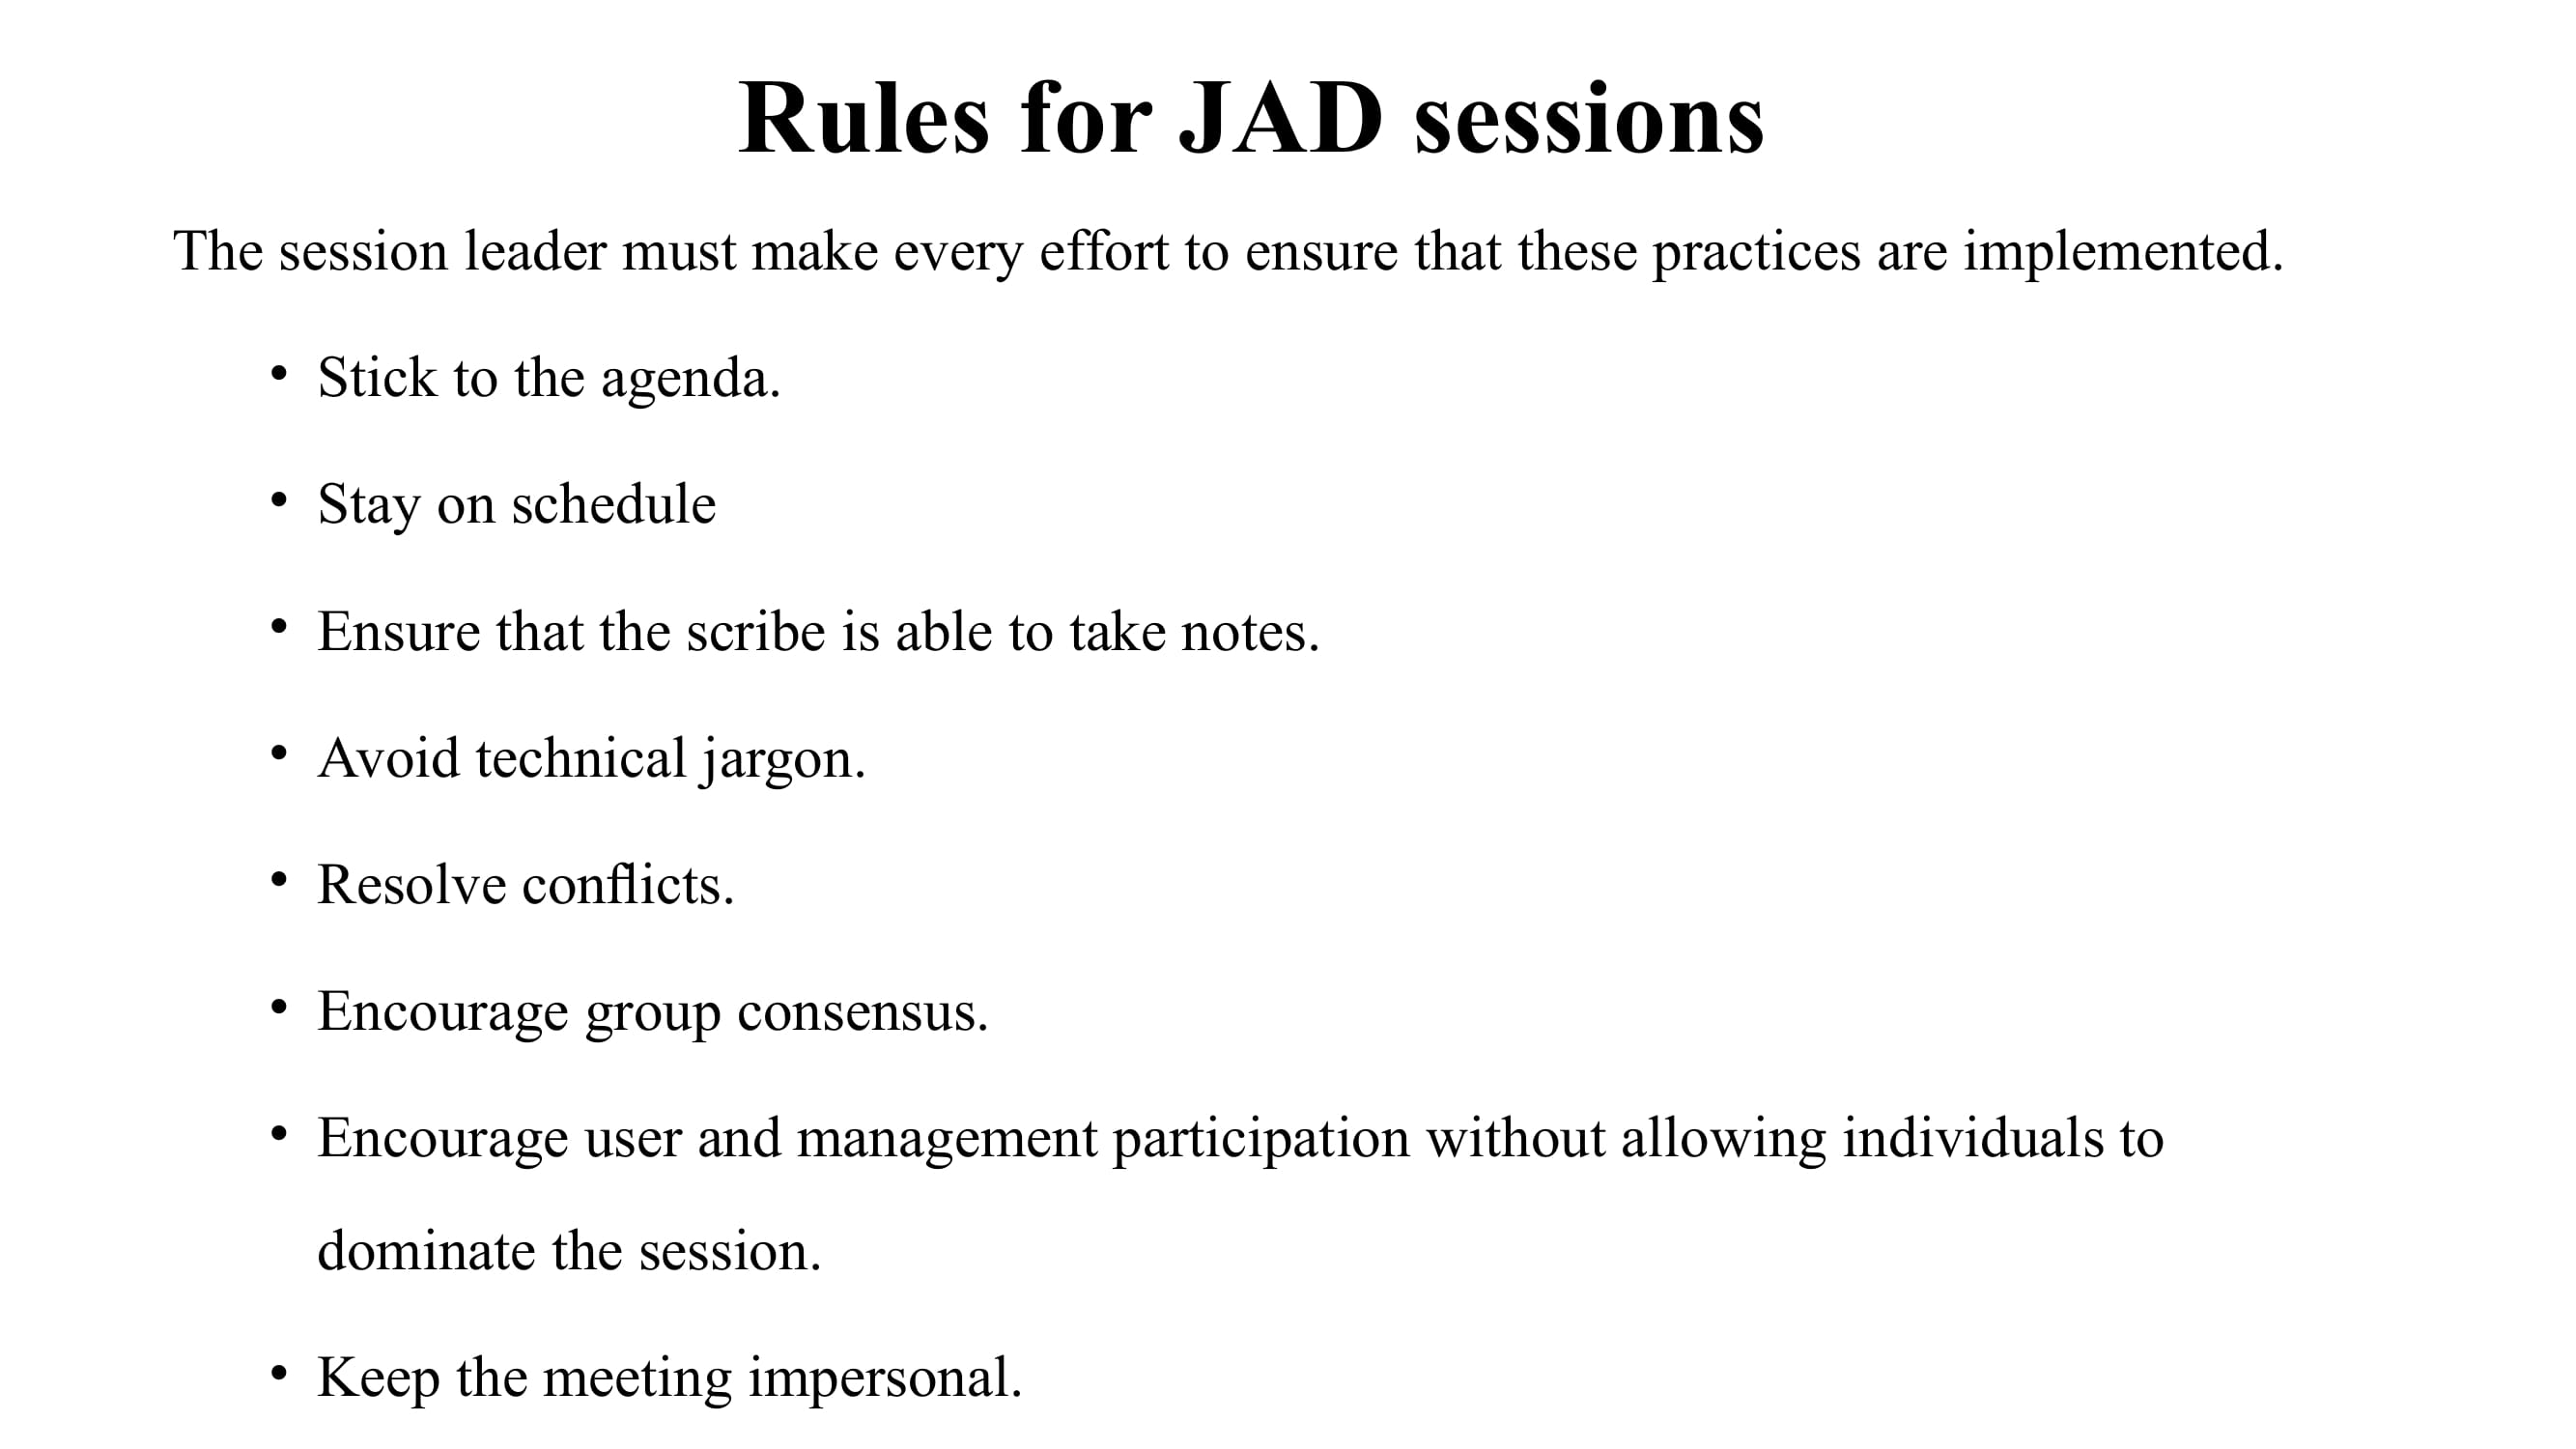 Rules for JAD sessions
The session leader must make every effort to ensure that these practices are implemented.
• Stick to the agenda.
• Stay on schedule
• Ensure that the scribe is able to take notes.
• Avoid technical jargon.
• Resolve conflicts.
• Encourage group consensus.
• Encourage user and management participation without allowing individuals to
dominate the session.
• Keep the meeting impersonal.